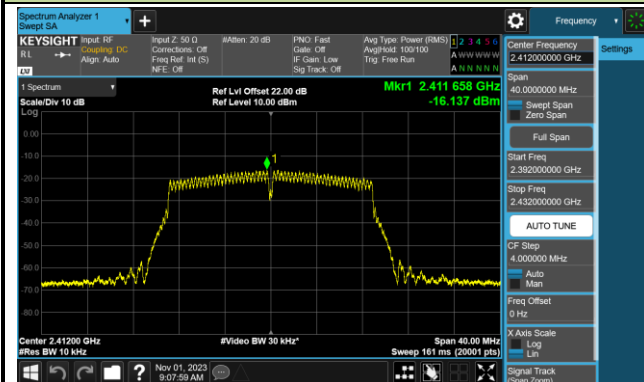 Spectrum Analyzer 1
Swept SA
Frequency
KEYSIGHT
R L
LXI
Input: RF
Coupling: DC
Align: Auto
Input Z: 50 Ω
Corrections: Off
Freq Ref: Int (S)
NFE: Off
#Atten: 20 dB
PNO: Fast
Gate: Off
IF Gain: Low
Sig Track: Off
Avg Type: Power (RMS)
Avg|Hold: 100/100
Trig: Free Run
1 2 3 4 5 6
A W W W W W
A N N N N N
1 Spectrum
Scale/Div 10 dB
Log
Ref Lvl Offset 22.00 dB
Ref Level 10.00 dBm
Mkr1 2.411 658 GHz
-16.137 dBm
0.00
-10.0
-20.0
-30.0
-40.0
-50.0
-60.0
-70.0
-80.0
1
Center 2.41200 GHz
#Res BW 10 kHz
#Video BW 30 kHz*
Span 40.00 MHz
Sweep 161 ms (20001 pts)
Nov 01, 2023
9:07:59 AM
Center Frequency
2.412000000 GHz
Settings
Span
40.0000000 MHz
Swept Span
Zero Span
Full Span
Start Freq
2.392000000 GHz
Stop Freq
2.432000000 GHz
AUTO TUNE
CF Step
4.000000 MHz
Auto
Man
Freq Offset
0 Hz
X Axis Scale
Log
Lin
Signal Track
(Span Zoom)